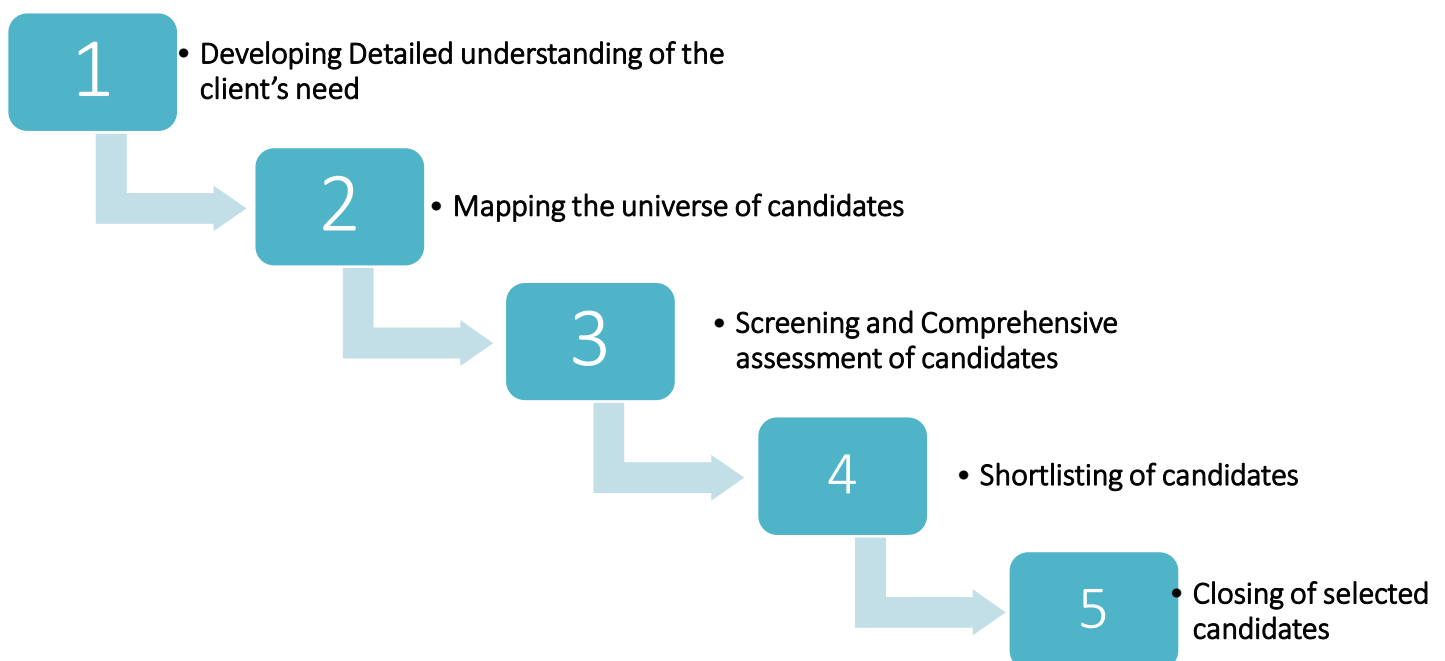 1
• Developing Detailed understanding of the
client’s need
2
• Mapping the universe of candidates
3
• Screening and Comprehensive
assessment of candidates
4
• Shortlisting of candidates
5
• Closing of selected
candidates